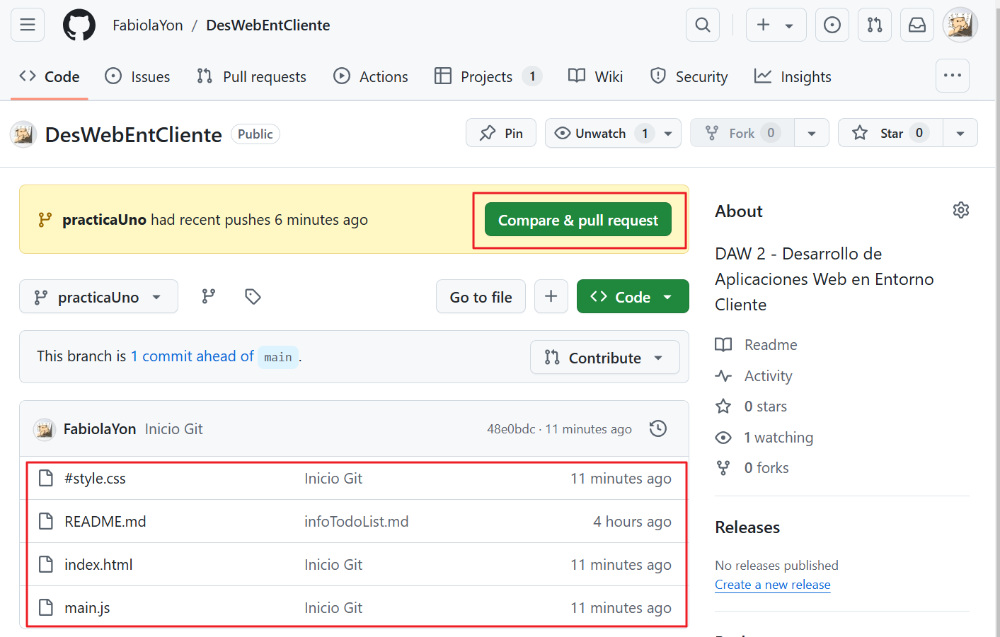 FabiolaYon / DesWebEntCliente
Code Issues Pull requests Actions Projects 1 Wiki Security Insights
DesWebEntCliente Public Pin Unwatch 1 Fork 0 Star 0
practicaUno had recent pushes 6 minutes ago Compare & pull request
practicaUno Go to file Code
This branch is 1 commit ahead of main . Contribute
FabiolaYon Inicio Git 48e0bdc · 11 minutes ago
#style.css Inicio Git 11 minutes ago
README.md infoTodoList.md 4 hours ago
index.html Inicio Git 11 minutes ago
main.js Inicio Git 11 minutes ago
About
DAW 2 - Desarrollo de
Aplicaciones Web en Entorno
Cliente
Readme
Activity
0 stars
1 watching
0 forks
Releases
No releases published
Create a new release